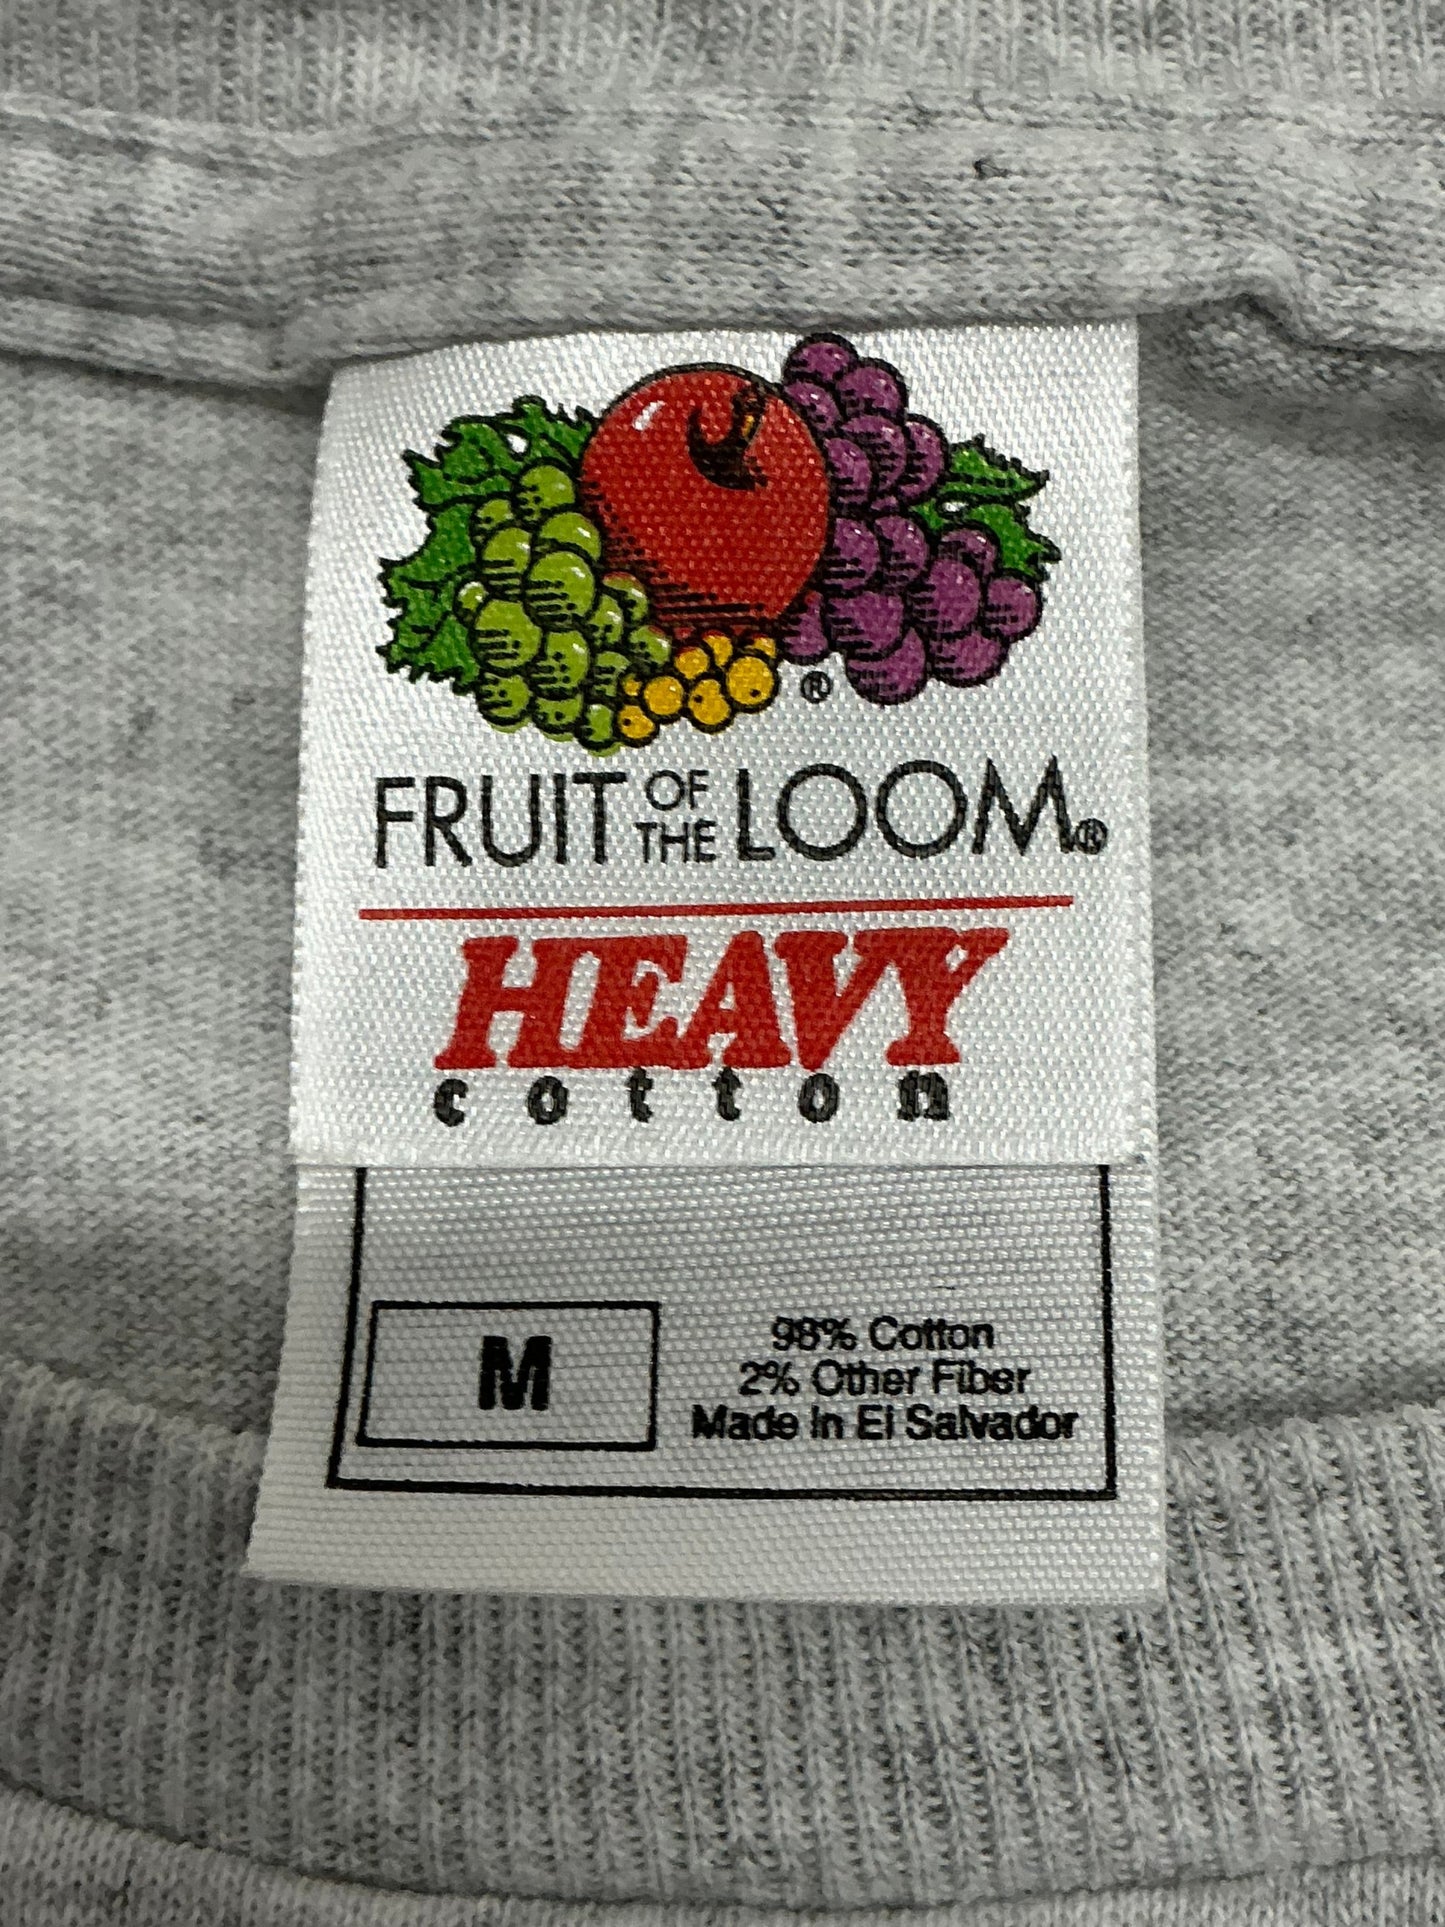 ®
FRUIT OF THE LOOM®
HEAVY
cotton
M
98% Cotton
2% Other Fiber
Made In El Salvador